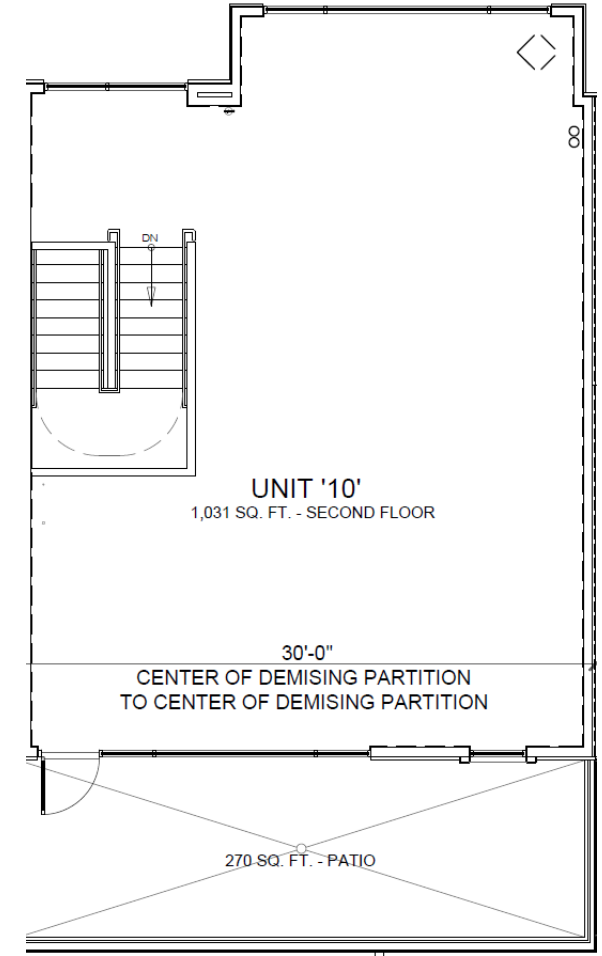 DN
UNIT '10'
1,031 SQ. FT. - SECOND FLOOR
30'-0"
CENTER OF DEMISING PARTITION
TO CENTER OF DEMISING PARTITION
270 SQ. FT. - PATIO